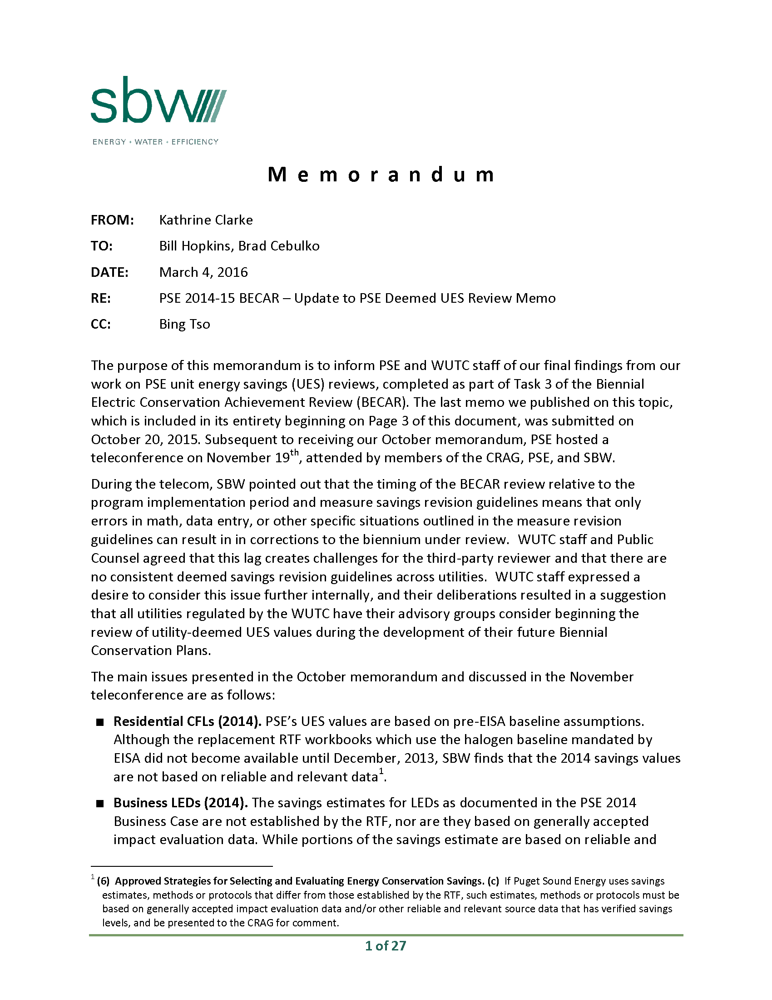 sbw
ENERGY + WATER + EFFICIENCY
Memorandum
FROM: Kathrine Clarke
TO: Bill Hopkins, Brad Cebulko
DATE: March 4, 2016
RE: PSE 2014-15 BECAR – Update to PSE Deemed UES Review Memo
CC: Bing Tso
The purpose of this memorandum is to inform PSE and WUTC staff of our final findings from our
work on PSE unit energy savings (UES) reviews, completed as part of Task 3 of the Biennial
Electric Conservation Achievement Review (BECAR). The last memo we published on this topic,
which is included in its entirety beginning on Page 3 of this document, was submitted on
October 20, 2015. Subsequent to receiving our October memorandum, PSE hosted a
teleconference on November 19th, attended by members of the CRAG, PSE, and SBW.
During the telecom, SBW pointed out that the timing of the BECAR review relative to the
program implementation period and measure savings revision guidelines means that only
errors in math, data entry, or other specific situations outlined in the measure revision
guidelines can result in in corrections to the biennium under review.  WUTC staff and Public
Counsel agreed that this lag creates challenges for the third-party reviewer and that there are
no consistent deemed savings revision guidelines across utilities.  WUTC staff expressed a
desire to consider this issue further internally, and their deliberations resulted in a suggestion
that all utilities regulated by the WUTC have their advisory groups consider beginning the
review of utility-deemed UES values during the development of their future Biennial
Conservation Plans.
The main issues presented in the October memorandum and discussed in the November
teleconference are as follows:
■ Residential CFLs (2014). PSE’s UES values are based on pre-EISA baseline assumptions.
Although the replacement RTF workbooks which use the halogen baseline mandated by
EISA did not become available until December, 2013, SBW finds that the 2014 savings values
are not based on reliable and relevant data1.
■ Business LEDs (2014). The savings estimates for LEDs as documented in the PSE 2014
Business Case are not established by the RTF, nor are they based on generally accepted
impact evaluation data. While portions of the savings estimate are based on reliable and
1 (6)  Approved Strategies for Selecting and Evaluating Energy Conservation Savings. (c)  If Puget Sound Energy uses savings
estimates, methods or protocols that differ from those established by the RTF, such estimates, methods or protocols must be
based on generally accepted impact evaluation data and/or other reliable and relevant source data that has verified savings
levels, and be presented to the CRAG for comment.
1 of 27